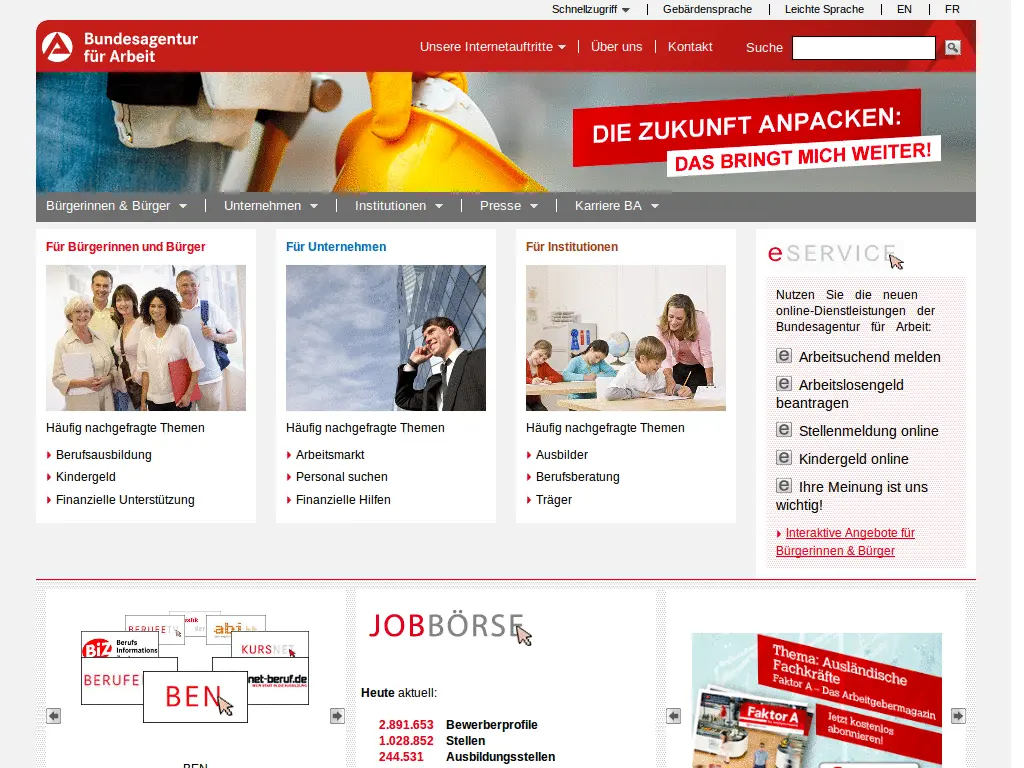 Schnellzugriff
Gebärdensprache
Leichte Sprache
EN
FR
Bundesagentur
für Arbeit
Unsere Internetauftritte
Über uns
Kontakt
Suche
DIE ZUKUNFT ANPACKEN:
DAS BRINGT MICH WEITER!
Bürgerinnen & Bürger
Unternehmen
Institutionen
Presse
Karriere BA
Für Bürgerinnen und Bürger
Häufig nachgefragte Themen
Berufsausbildung
Kindergeld
Finanzielle Unterstützung
Für Unternehmen
Häufig nachgefragte Themen
Arbeitsmarkt
Personal suchen
Finanzielle Hilfen
Für Institutionen
Häufig nachgefragte Themen
Ausbilder
Berufsberatung
Träger
eSERVICE
Nutzen Sie die neuen
online-Dienstleistungen der
Bundesagentur für Arbeit:
e Arbeitsuchend melden
e Arbeitslosengeld
beantragen
e Stellenmeldung online
e Kindergeld online
e Ihre Meinung ist uns
wichtig!
Interaktive Angebote für
Bürgerinnen & Bürger
abi
BERUFE
BiZ
Berufs
Informations
KURSNET
BERUFE
net-beruf.de
BEN
BEN
JOBBÖRSE
Heute aktuell:
2.891.653 Bewerberprofile
1.028.852 Stellen
244.531 Ausbildungsstellen
Thema: Ausländische
Fachkräfte
Faktor A – Das Arbeitgebermagazin
Faktor A
Jetzt kostenlos
abonnieren!